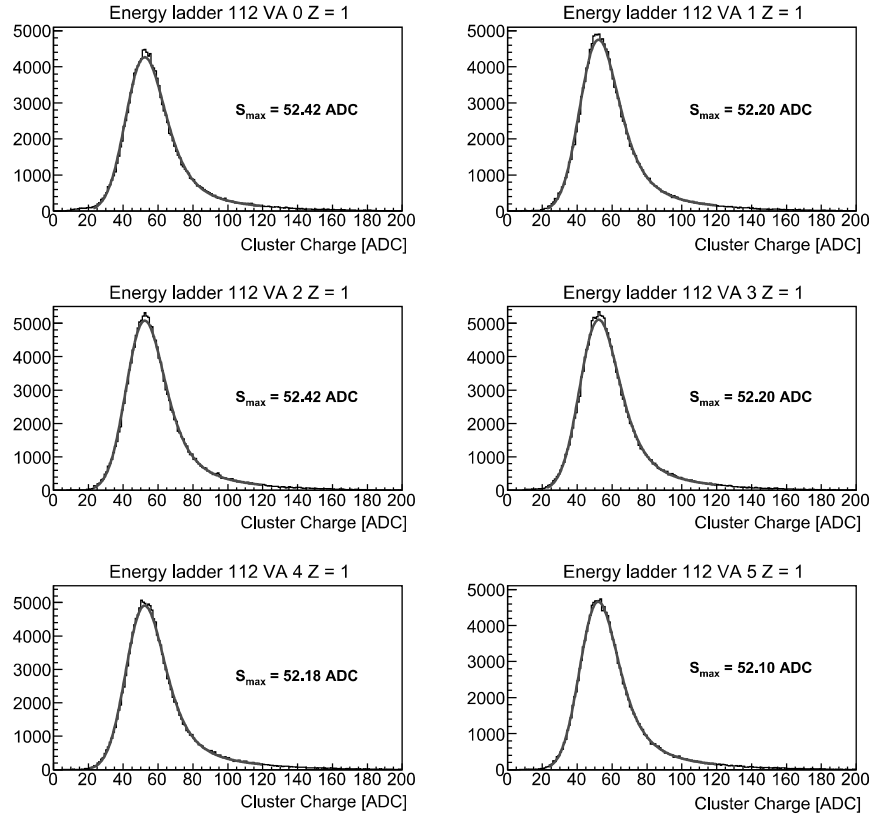 Energy ladder 112 VA 0 Z = 1
5000
4000
3000
2000
1000
0
S_max = 52.42 ADC
0 20 40 60 80 100 120 140 160 180 200
Cluster Charge [ADC]
Energy ladder 112 VA 1 Z = 1
5000
4000
3000
2000
1000
0
S_max = 52.20 ADC
0 20 40 60 80 100 120 140 160 180 200
Cluster Charge [ADC]
Energy ladder 112 VA 2 Z = 1
5000
4000
3000
2000
1000
0
S_max = 52.42 ADC
0 20 40 60 80 100 120 140 160 180 200
Cluster Charge [ADC]
Energy ladder 112 VA 3 Z = 1
5000
4000
3000
2000
1000
0
S_max = 52.20 ADC
0 20 40 60 80 100 120 140 160 180 200
Cluster Charge [ADC]
Energy ladder 112 VA 4 Z = 1
5000
4000
3000
2000
1000
0
S_max = 52.18 ADC
0 20 40 60 80 100 120 140 160 180 200
Cluster Charge [ADC]
Energy ladder 112 VA 5 Z = 1
5000
4000
3000
2000
1000
0
S_max = 52.10 ADC
0 20 40 60 80 100 120 140 160 180 200
Cluster Charge [ADC]